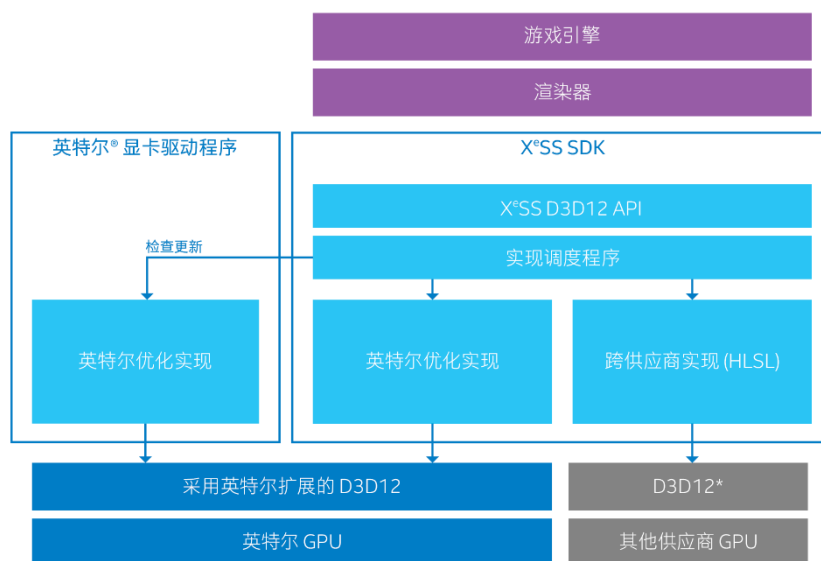 游戏引擎
渲染器
英特尔® 显卡驱动程序
XᵉSS SDK
XᵉSS D3D12 API
检查更新
实现调度程序
英特尔优化实现
英特尔优化实现
跨供应商实现 (HLSL)
采用英特尔扩展的 D3D12
D3D12*
英特尔 GPU
其他供应商 GPU